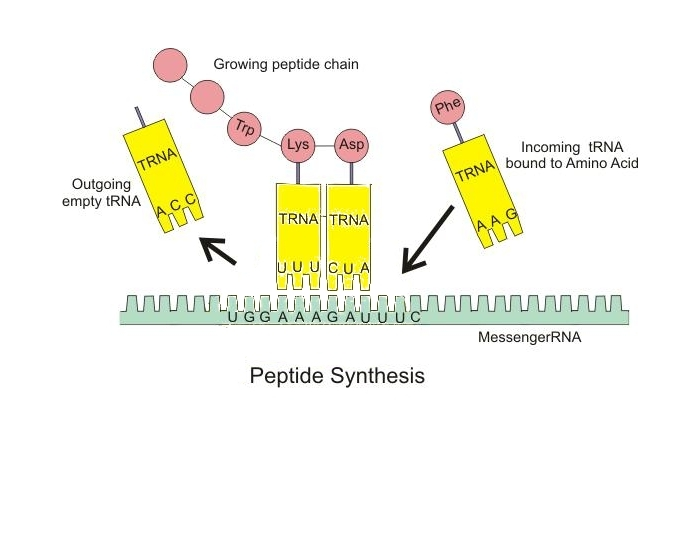 Growing peptide chain
Phe
Trp
Lys
Asp
TRNA
TRNA
Incoming tRNA
bound to Amino Acid
Outgoing
empty tRNA
A C C
TRNA
TRNA
A A G
U U U
C U A
U G G A A A G A U U U C
MessengerRNA
Peptide Synthesis